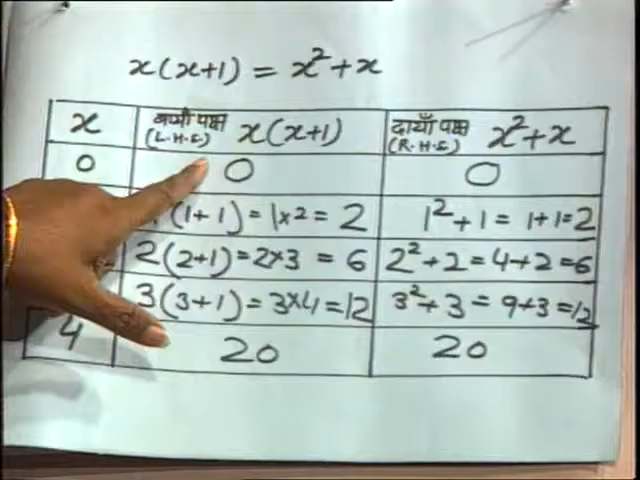 x(x+1) = x²+x
x बायाँ पक्ष (L.H.S) x(x+1) दायाँ पक्ष (R.H.S) x²+x
0 0 0
(1+1) = 1×2 = 2 1²+1 = 1+1=2
2(2+1)=2×3 = 6 2²+2=4+2=6
3(3+1)=3×4=12 3²+3=9+3=12
4 20 20